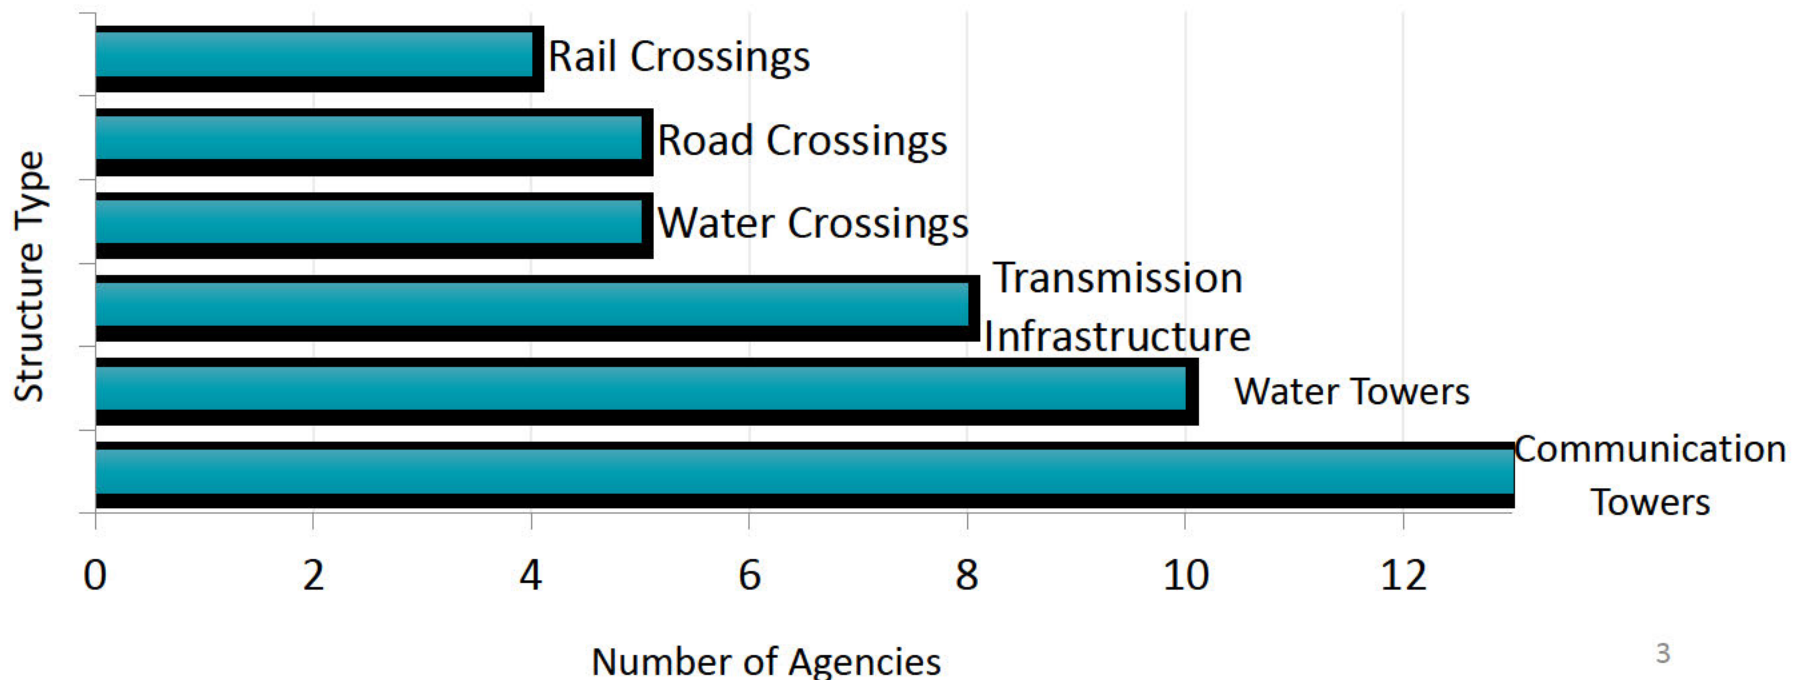 Rail Crossings
Road Crossings
Water Crossings
Transmission
Infrastructure
Water Towers
Communication
Towers
Structure Type
0 2 4 6 8 10 12
Number of Agencies
3